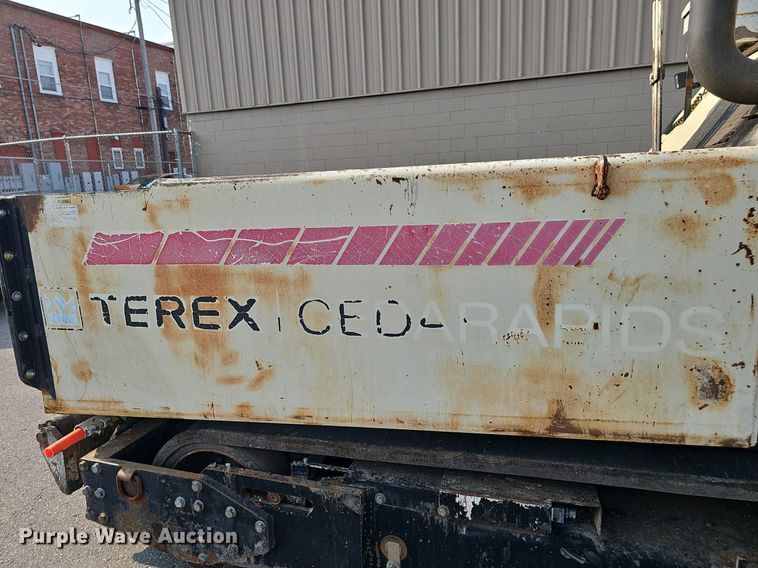 TEREX | CEDARAPIDS
Purple Wave Auction